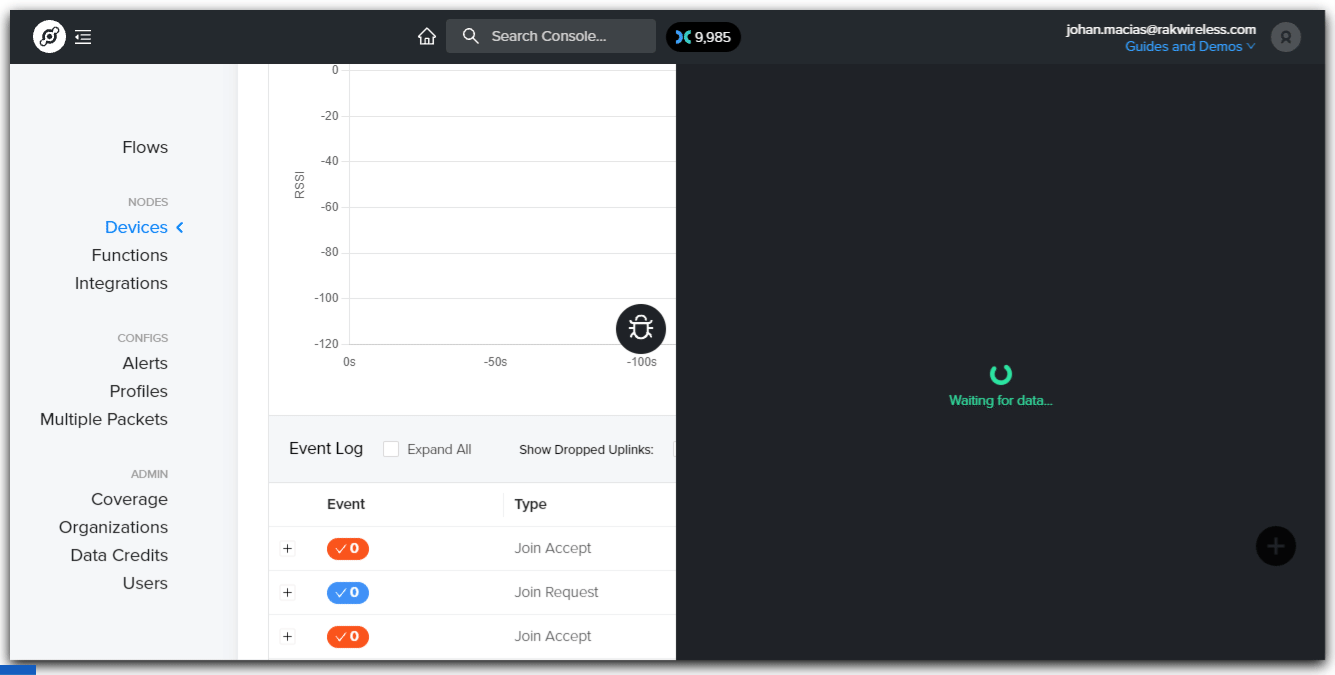 Search Console...
9,985
johan.macias@rakwireless.com
Guides and Demos
Flows
NODES
Devices
Functions
Integrations
CONFIGS
Alerts
Profiles
Multiple Packets
ADMIN
Coverage
Organizations
Data Credits
Users
RSSI
0
-20
-40
-60
-80
-100
-120
0s
-50s
-100s
Event Log
Expand All
Show Dropped Uplinks:
Event
Type
0
Join Accept
0
Join Request
0
Join Accept
Waiting for data...